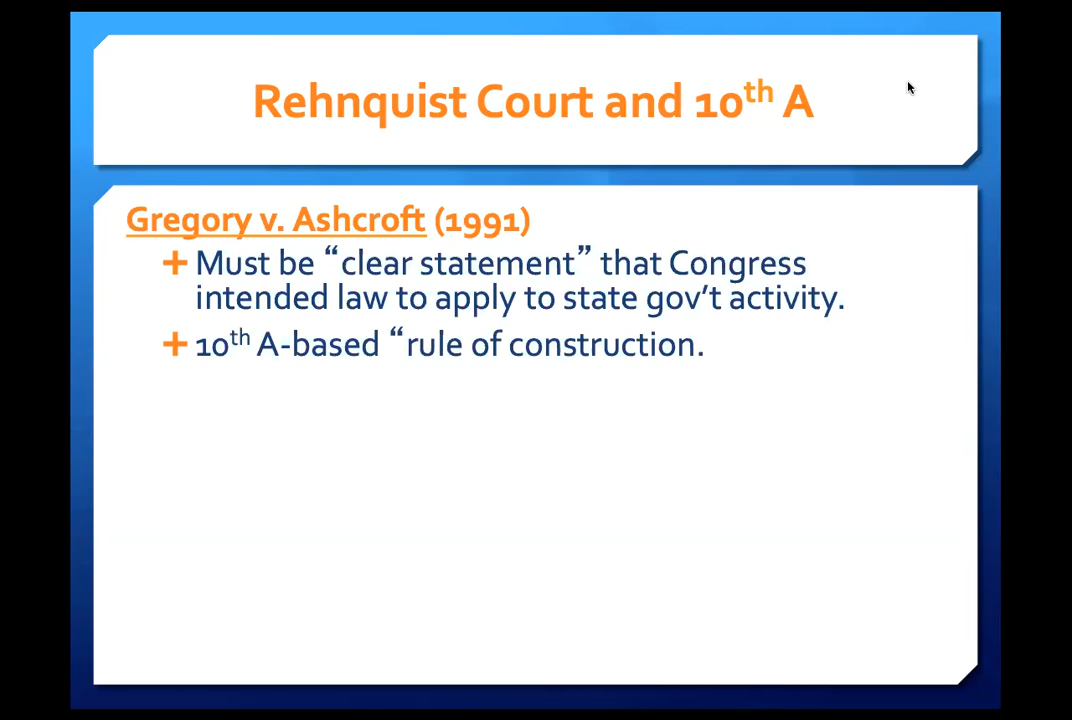 Rehnquist Court and 10th A
Gregory v. Ashcroft (1991)
Must be “clear statement” that Congress
intended law to apply to state gov’t activity.
10th A-based “rule of construction.